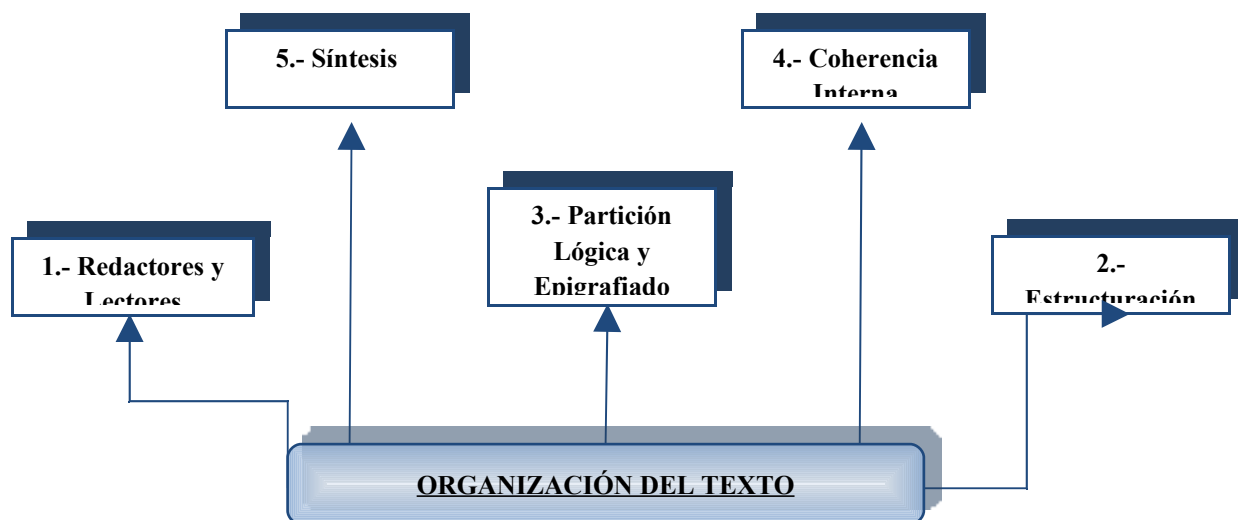 5.- Síntesis
4.- Coherencia
Interna
3.- Partición
Lógica y
Epigrafiado
1.- Redactores y
Lectores
2.-
Estructuración
ORGANIZACIÓN DEL TEXTO